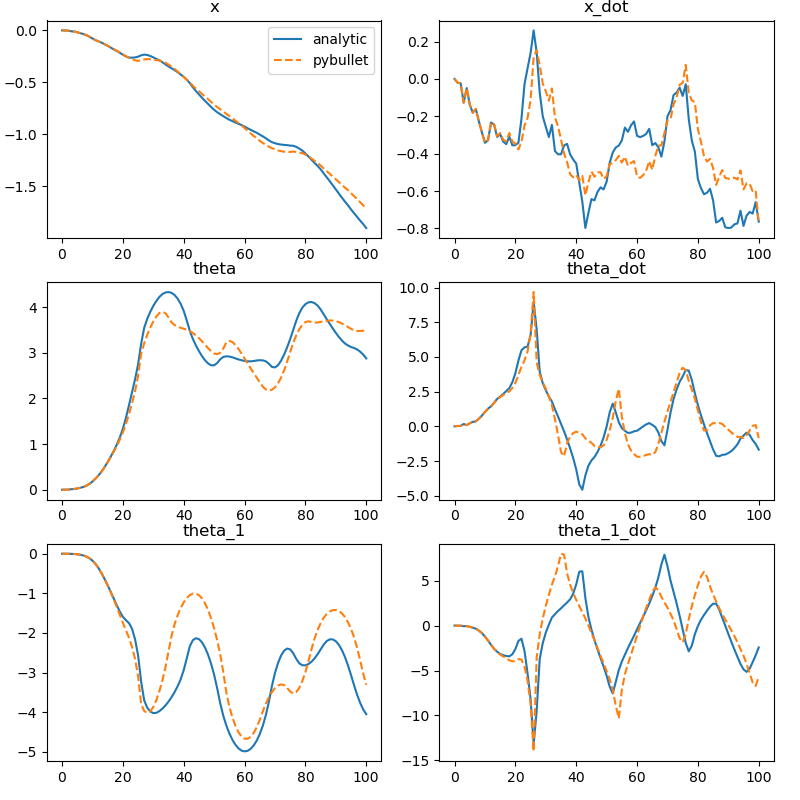 x
x_dot
0.0
−0.5
−1.0
−1.5
0 20 40 60 80 100
analytic
pybullet
0.2
0.0
−0.2
−0.4
−0.6
−0.8
0 20 40 60 80 100
theta
theta_dot
4
3
2
1
0
0 20 40 60 80 100
10.0
7.5
5.0
2.5
0.0
−2.5
−5.0
0 20 40 60 80 100
theta_1
theta_1_dot
0
−1
−2
−3
−4
−5
0 20 40 60 80 100
5
0
−5
−10
−15
0 20 40 60 80 100